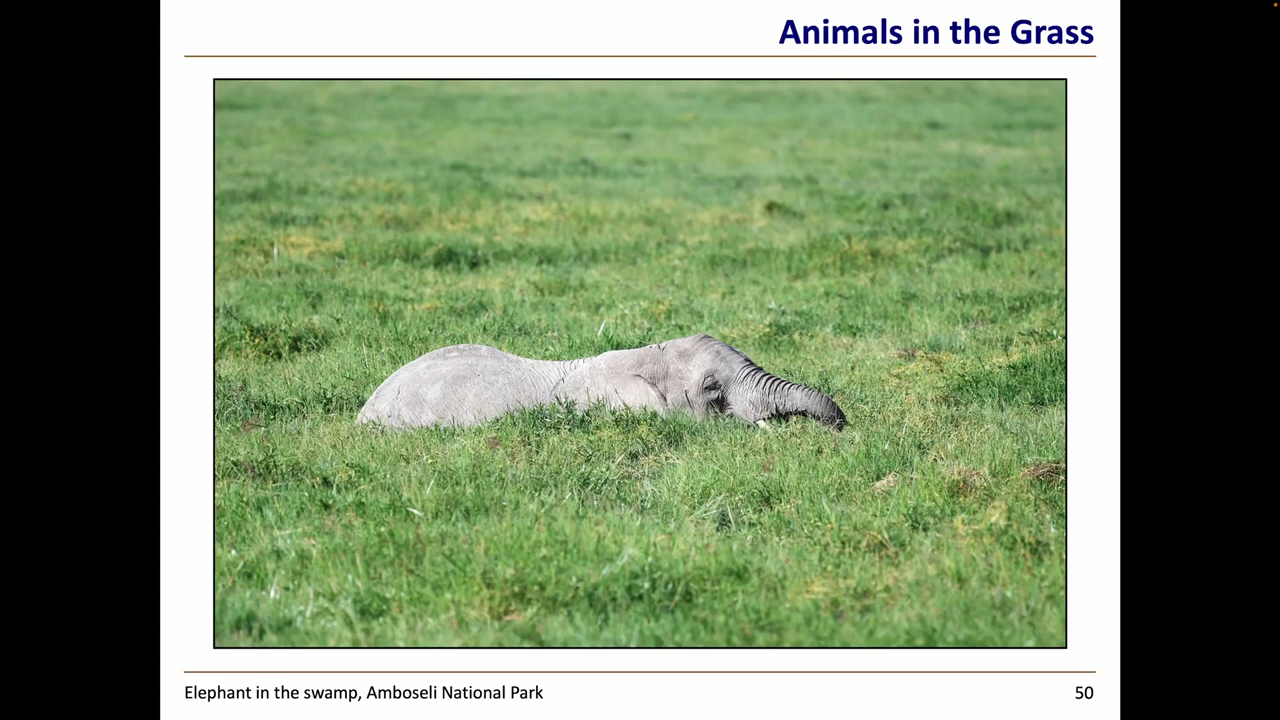 Animals in the Grass
Elephant in the swamp, Amboseli National Park
50